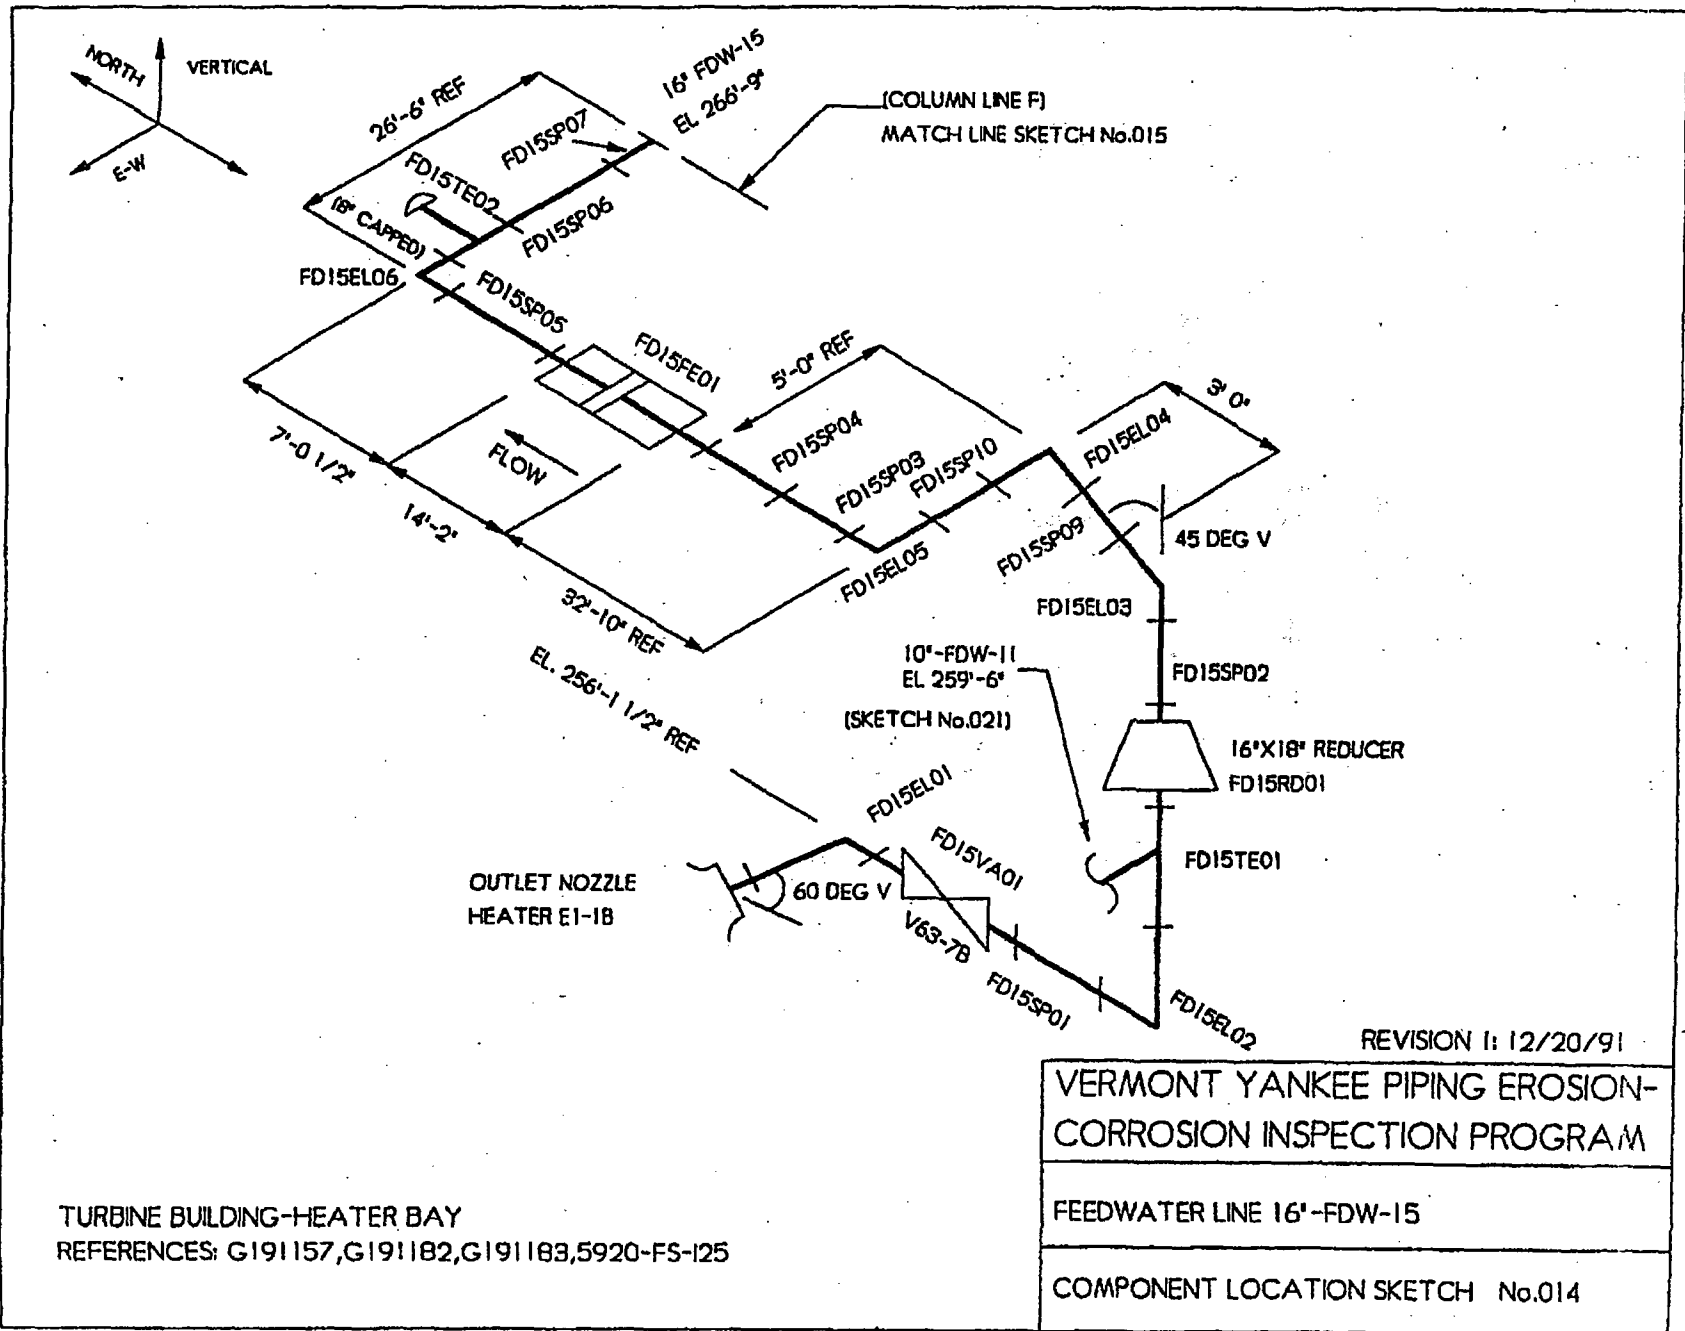 NORTH
VERTICAL
E-W
26'-6" REF
16" FDW-15
EL 266'-9"
(COLUMN LINE F)
MATCH LINE SKETCH No.015
FD15SP07
FD15TE02
(8" CAPPED)
FD15SP06
FD15EL06
FD15SP05
FD15FE01
5'-0" REF
3' 0"
FD15EL04
FD15SP04
FD15SP03
FD15SP10
7'-0 1/2"
FLOW
14'-2"
FD15SP09
45 DEG V
FD15EL05
32'-10" REF
FD15EL03
EL. 256'-1 1/2" REF
10"-FDW-11
EL 259'-6"
(SKETCH No.021)
FD15SP02
16"X18" REDUCER
FD15RD01
FD15EL01
FD15VA01
FD15TE01
OUTLET NOZZLE
HEATER E1-1B
60 DEG V
V63-7B
FD15SP01
FD15EL02
REVISION 1: 12/20/91
VERMONT YANKEE PIPING EROSION-
CORROSION INSPECTION PROGRAM
FEEDWATER LINE 16"-FDW-15
COMPONENT LOCATION SKETCH No.014
TURBINE BUILDING-HEATER BAY
REFERENCES: G191157,G191182,G191183,5920-FS-125